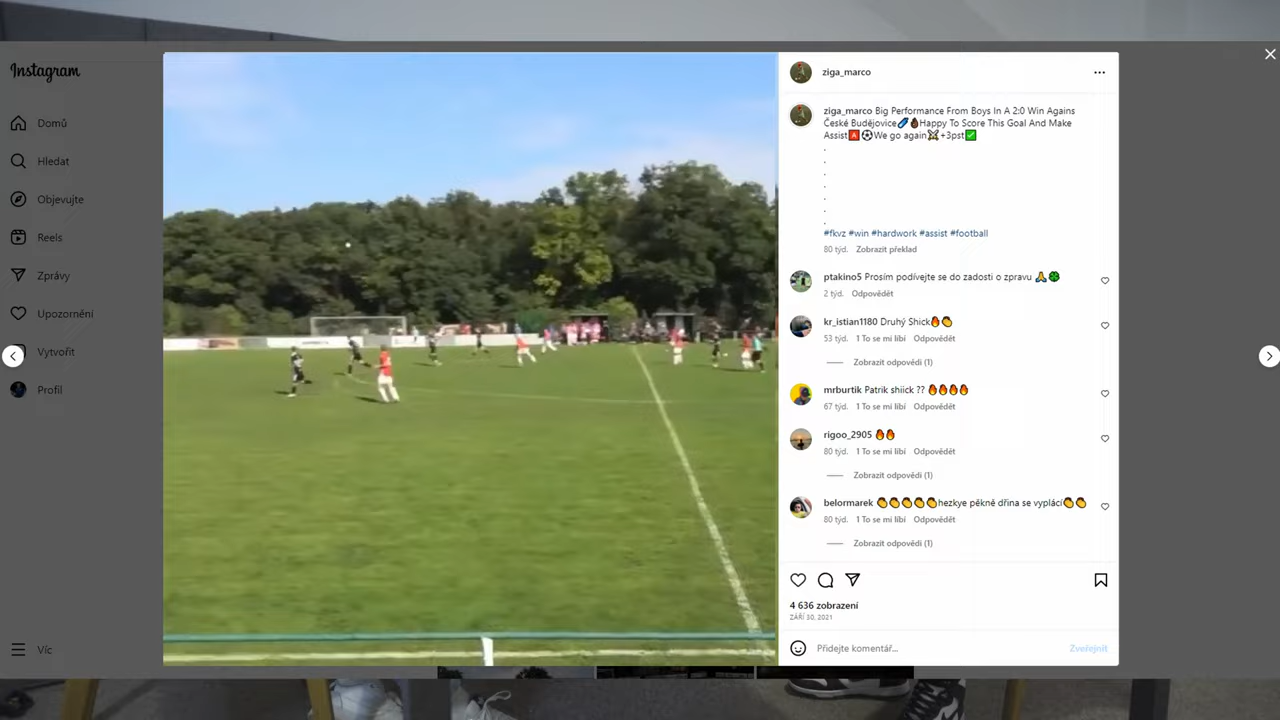 Instagram
Domů
Hledat
Objevujte
Reels
Zprávy
Upozornění
Vytvořit
Profil
Víc
ziga_marco
ziga_marco Big Performance From Boys In A 2:0 Win Agains
České Budějovice🧷🩸Happy To Score This Goal And Make
Assist🅰️⚽We go again⚔️+3pst✅
.
.
.
.
.
.
.
#fkvz #win #hardwork #assist #football
80 týd. Zobrazit překlad
ptakino5 Prosím podívejte se do zadosti o zpravu 🙏🍀
2 týd. Odpovědět
kr_istian1180 Druhý Shick🔥👏
53 týd. 1 To se mi líbí Odpovědět
Zobrazit odpovědi (1)
mrburtik Patrik shiick ?? 🔥🔥🔥🔥
67 týd. 1 To se mi líbí Odpovědět
rigoo_2905 🔥🔥
80 týd. 1 To se mi líbí Odpovědět
Zobrazit odpovědi (1)
belormarek 👏👏👏👏👏hezkye pěkně dřina se vyplácí👏👏
80 týd. 1 To se mi líbí Odpovědět
Zobrazit odpovědi (1)
4 636 zobrazení
ZÁŘÍ 30, 2021
Přidejte komentář...
Zveřejnit